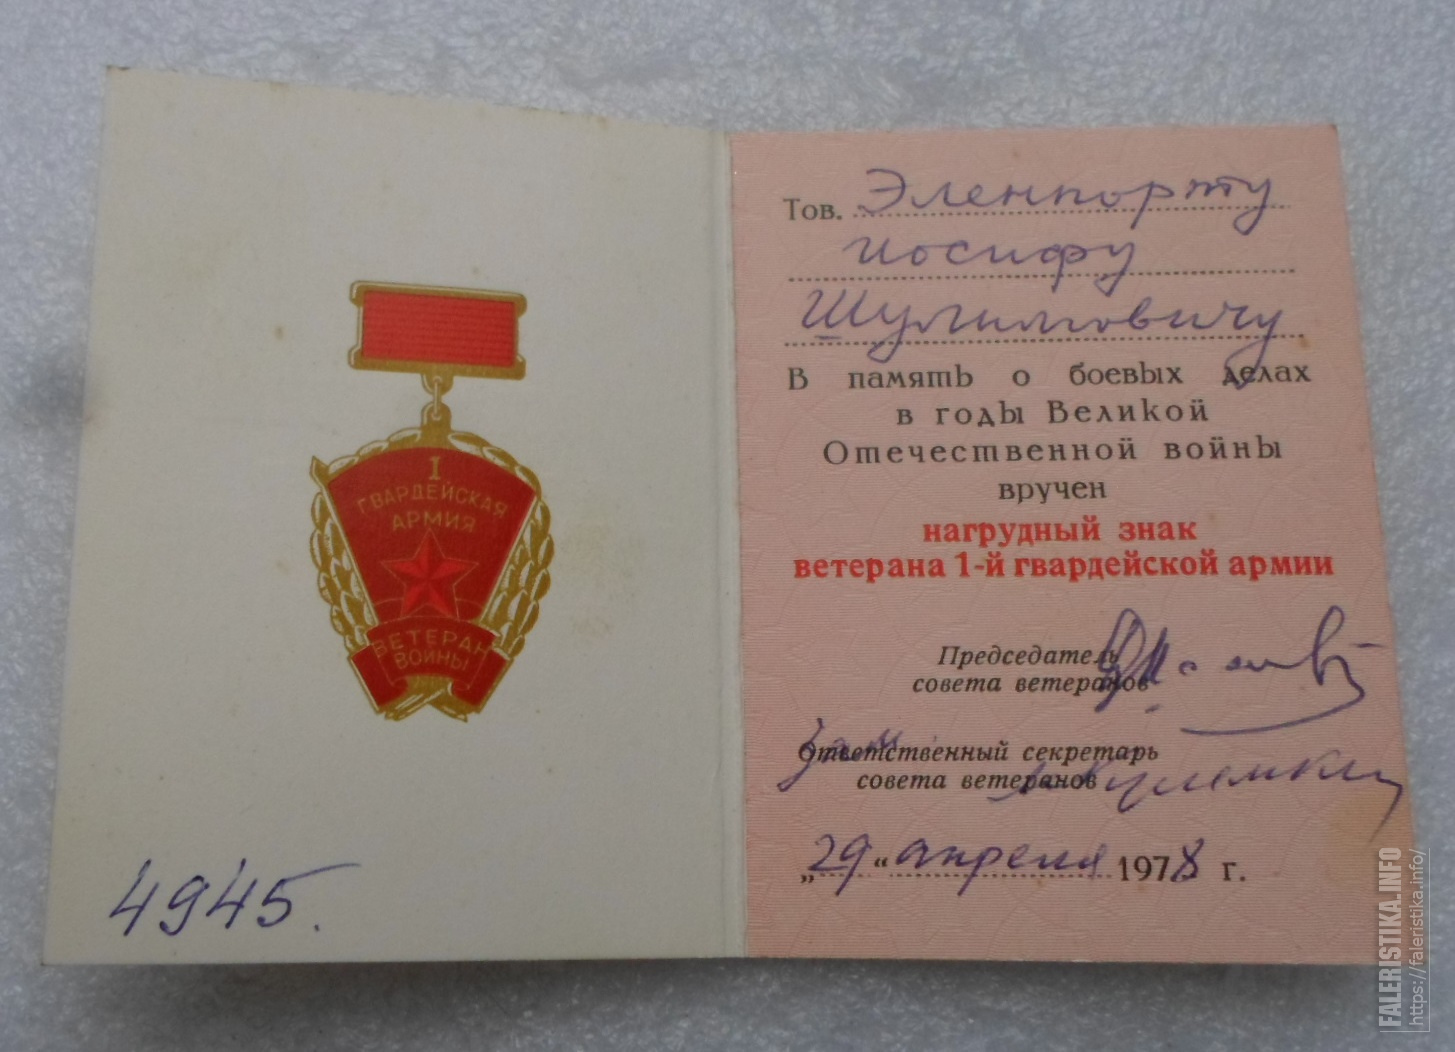 I
ГВАРДЕЙСКАЯ
АРМИЯ
ВЕТЕРАН
ВОЙНЫ
4945.
Тов. Эленпорту
Иосифу
Шулимовичу
В память о боевых делах
в годы Великой
Отечественной войны
вручен
нагрудный знак
ветерана 1-й гвардейской армии
Председатель
совета ветеранов
Зам.
Ответственный секретарь
совета ветеранов
„29“ апреля 1978 г.
FALERISTIKA.INFO
https://faleristika.info/